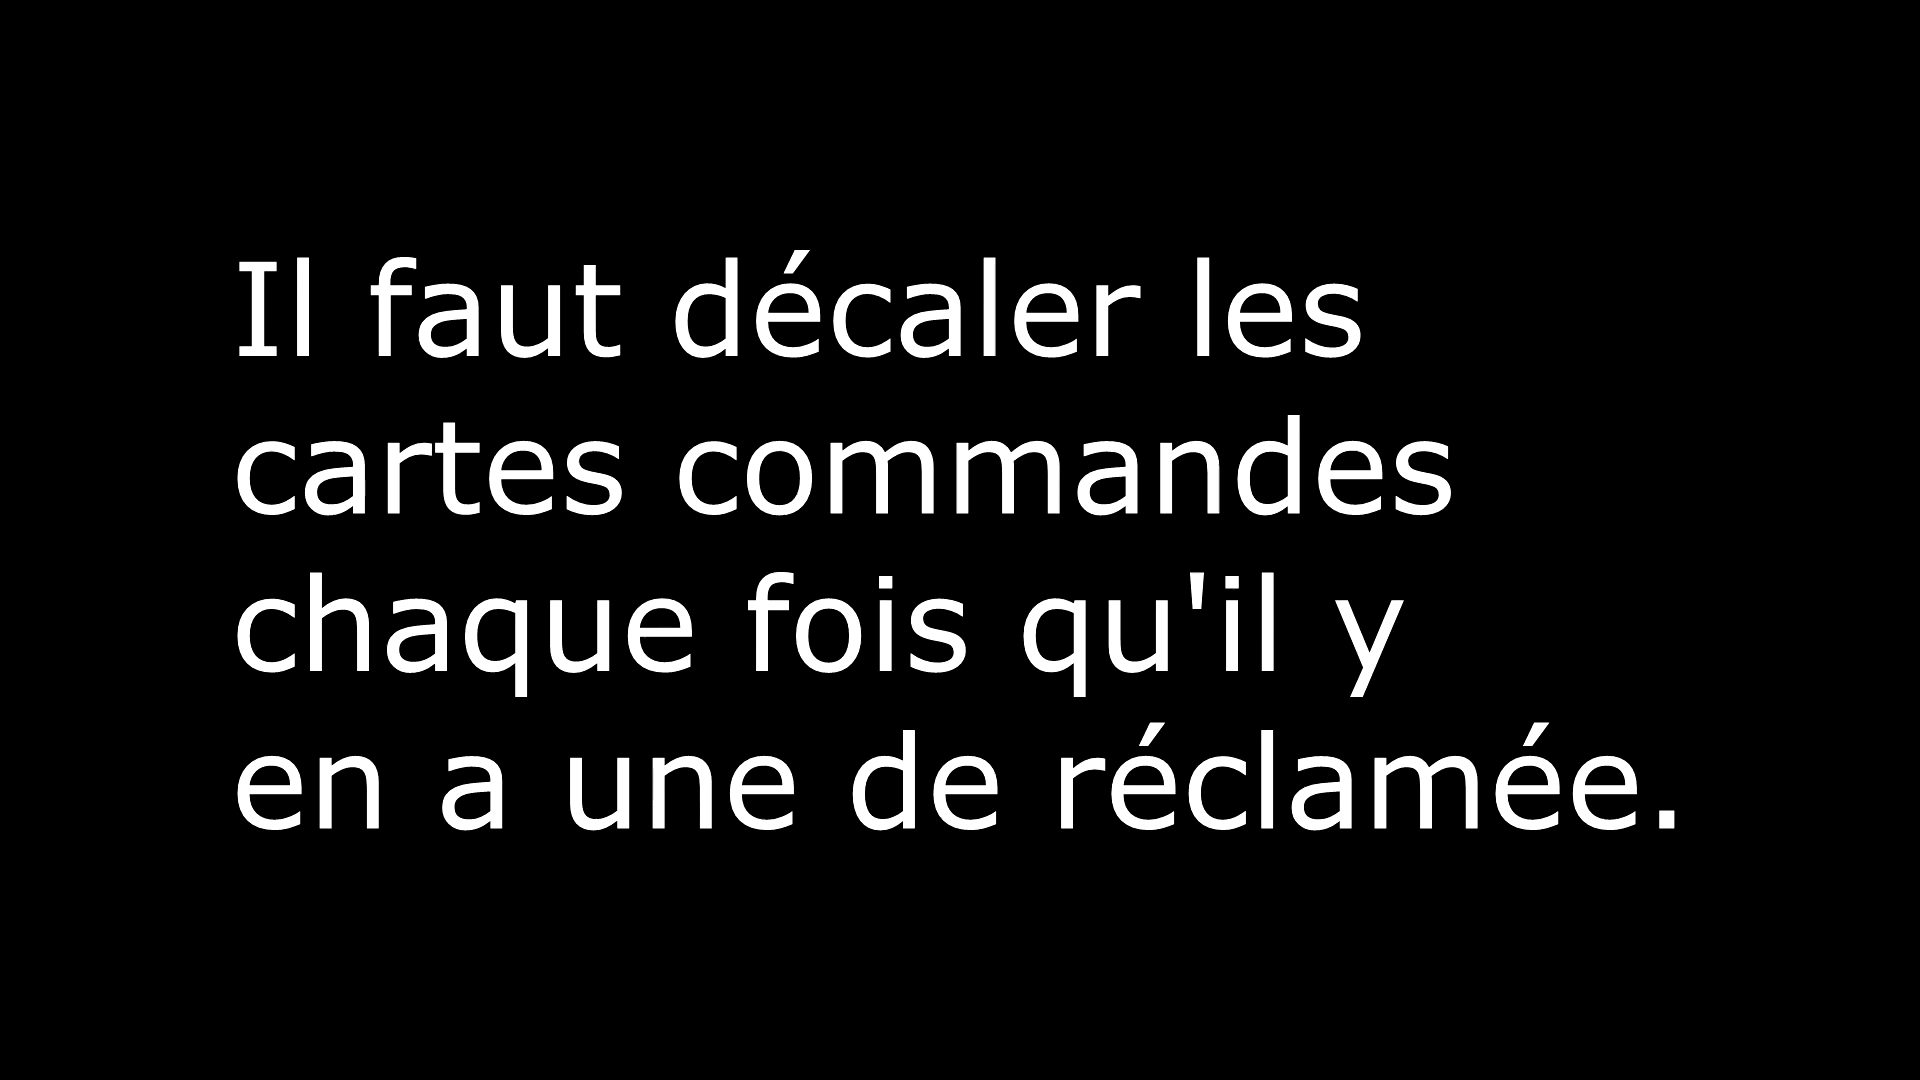 Il faut décaler les
cartes commandes
chaque fois qu'il y
en a une de réclamée.